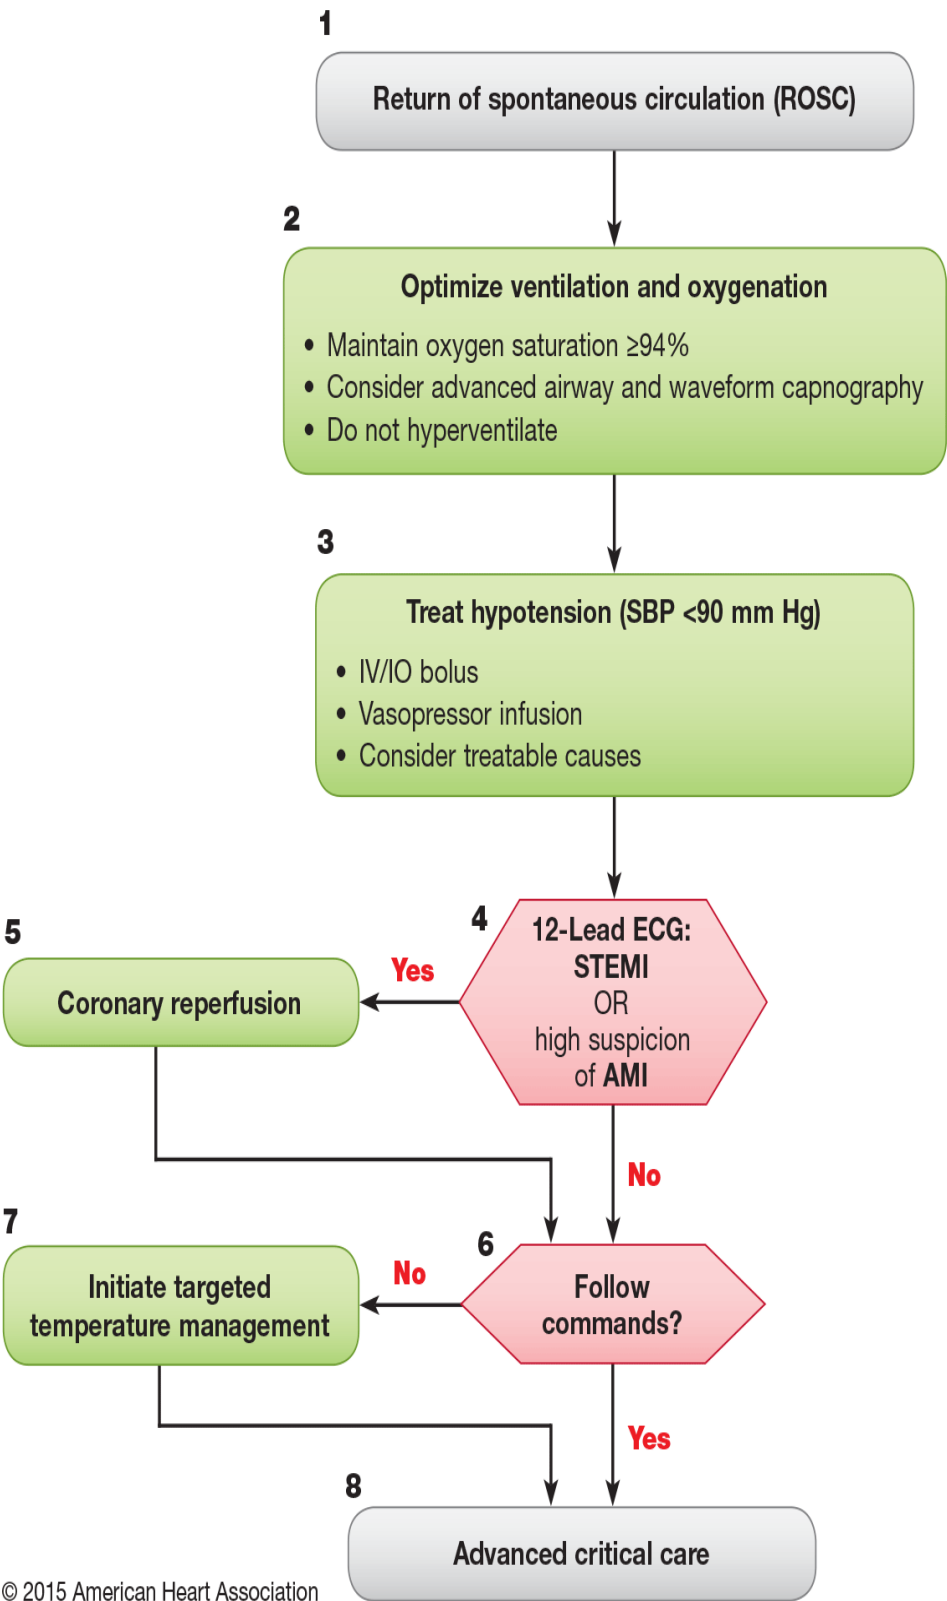 1
Return of spontaneous circulation (ROSC)
2
Optimize ventilation and oxygenation
• Maintain oxygen saturation ≥94%
• Consider advanced airway and waveform capnography
• Do not hyperventilate
3
Treat hypotension (SBP <90 mm Hg)
• IV/IO bolus
• Vasopressor infusion
• Consider treatable causes
4
12-Lead ECG:
STEMI
OR
high suspicion
of AMI
Yes
5
Coronary reperfusion
No
6
Follow
commands?
No
7
Initiate targeted
temperature management
Yes
8
Advanced critical care
© 2015 American Heart Association